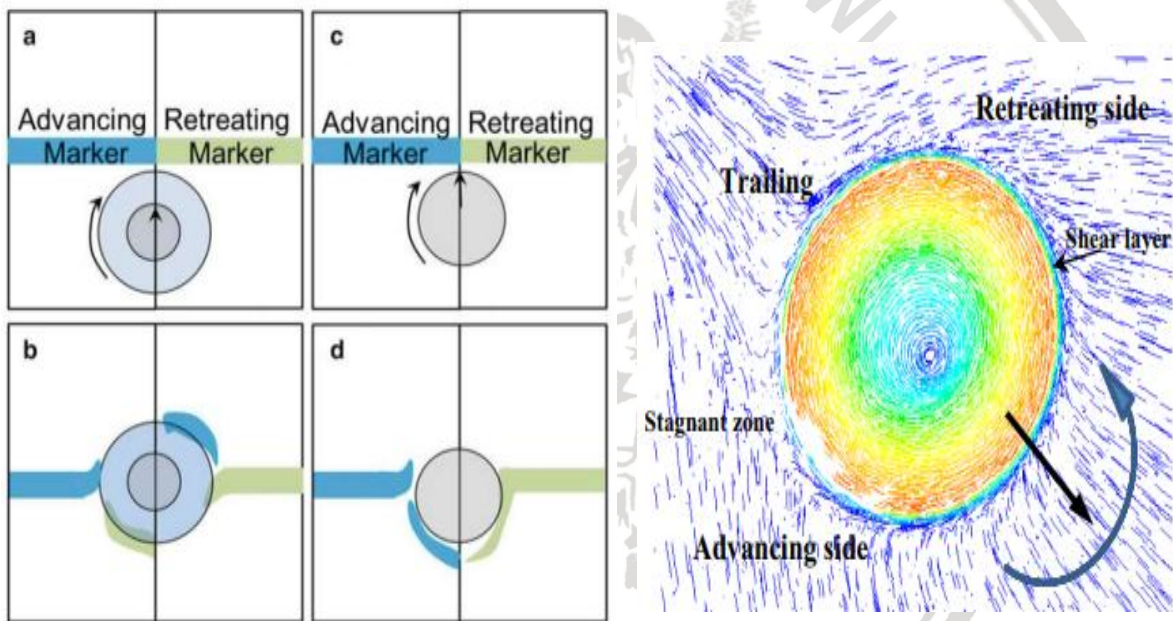 a
c
Advancing Retreating
Marker Marker
Advancing Retreating
Marker Marker
b
d
Retreating side
Trailing
Shear layer
Stagnant zone
Advancing side